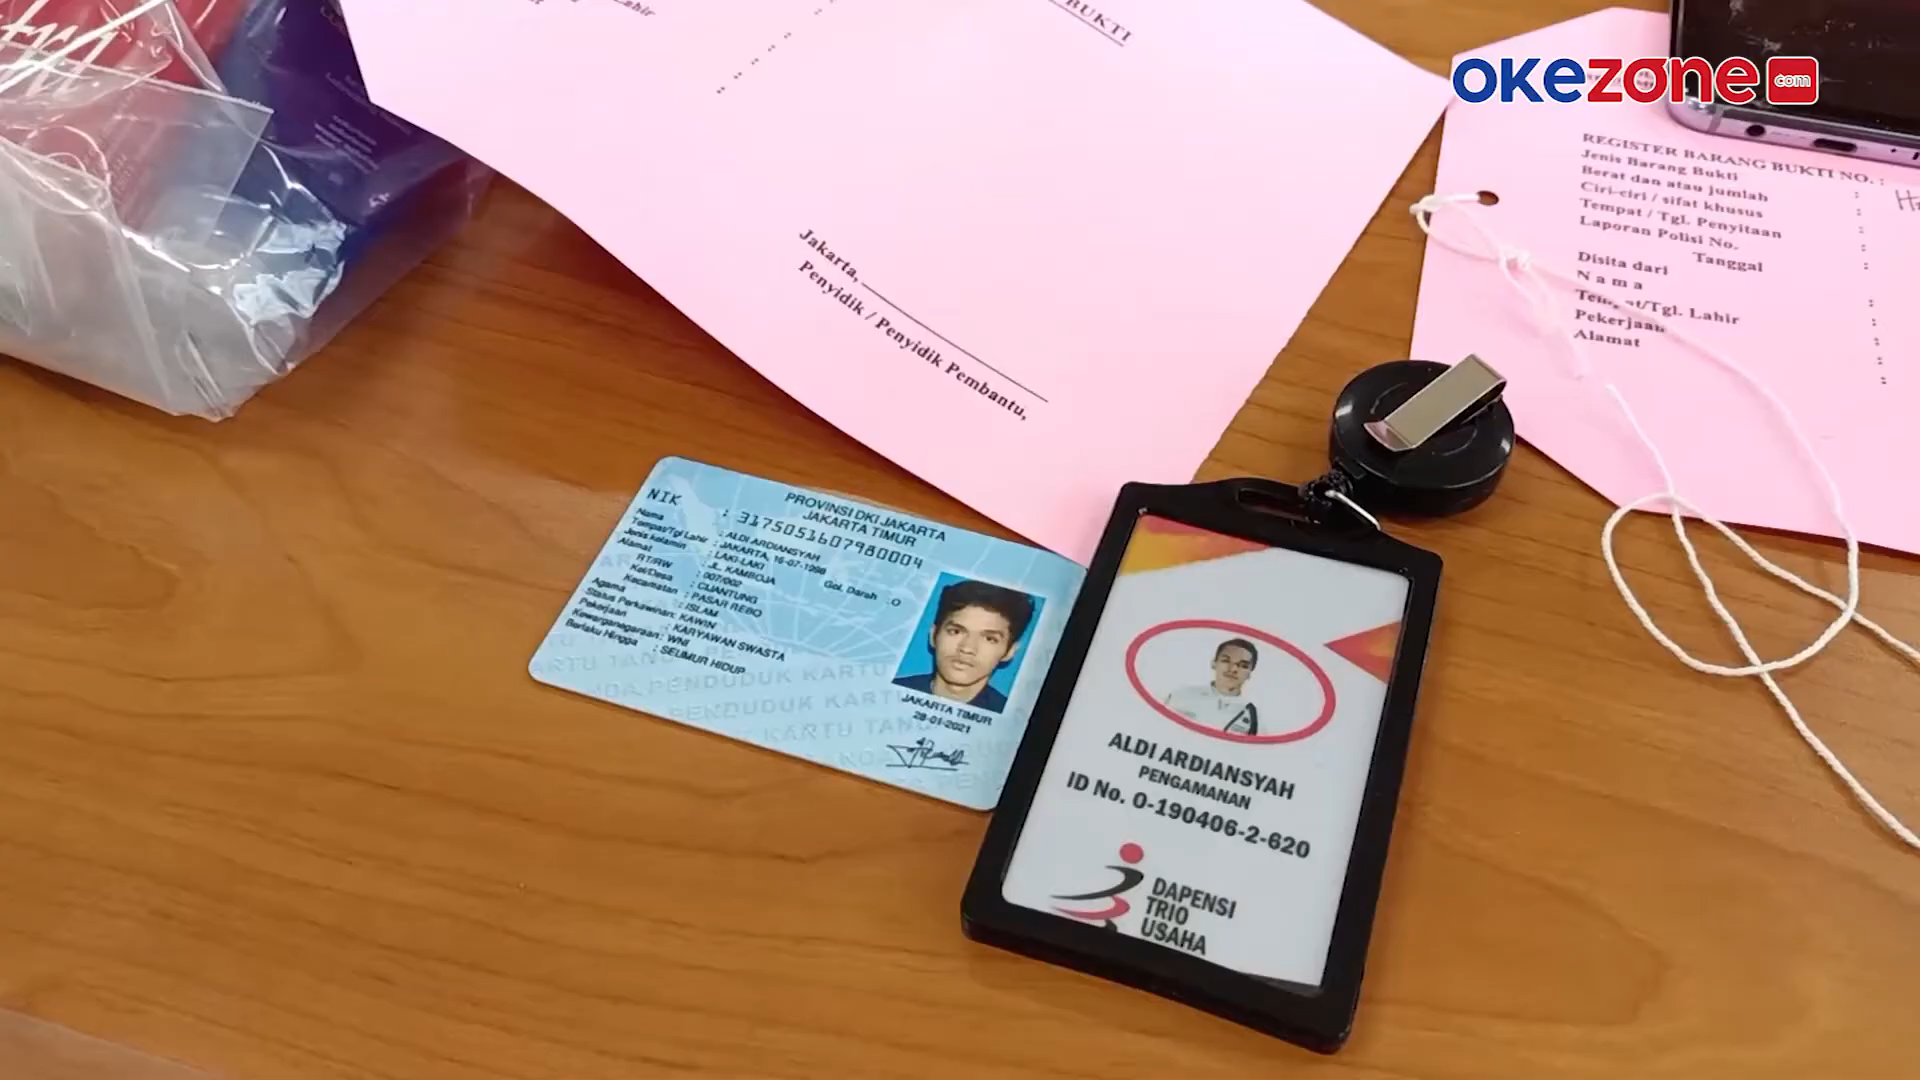 BUKTI
Lahir
okezone.com
REGISTER BARANG BUKTI NO. :
Jenis Barang Bukti :
Berat dan atau jumlah :
Ciri-ciri / sifat khusus :
Tempat / Tgl. Penyitaan :
Laporan Polisi No. :
Tanggal
Disita dari
N a m a :
Tempat/Tgl. Lahir :
Pekerjaan :
Alamat :
Jakarta,
Penyidik / Penyidik Pembantu,
PROVINSI DKI JAKARTA
JAKARTA TIMUR
NIK : 3175051607980004
Nama : ALDI ARDIANSYAH
Tempat/Tgl Lahir : JAKARTA, 16-07-1998
Jenis kelamin : LAKI-LAKI Gol. Darah : O
Alamat : JL. KAMBOJA
RT/RW : 007/002
Kel/Desa : CIJANTUNG
Kecamatan : PASAR REBO
Agama : ISLAM
Status Perkawinan: KAWIN
Pekerjaan : KARYAWAN SWASTA
Kewarganegaraan: WNI
Berlaku Hingga : SEUMUR HIDUP
JAKARTA TIMUR
28-01-2021
ALDI ARDIANSYAH
PENGAMANAN
ID No. O-190406-2-620
DAPENSI
TRIO
USAHA